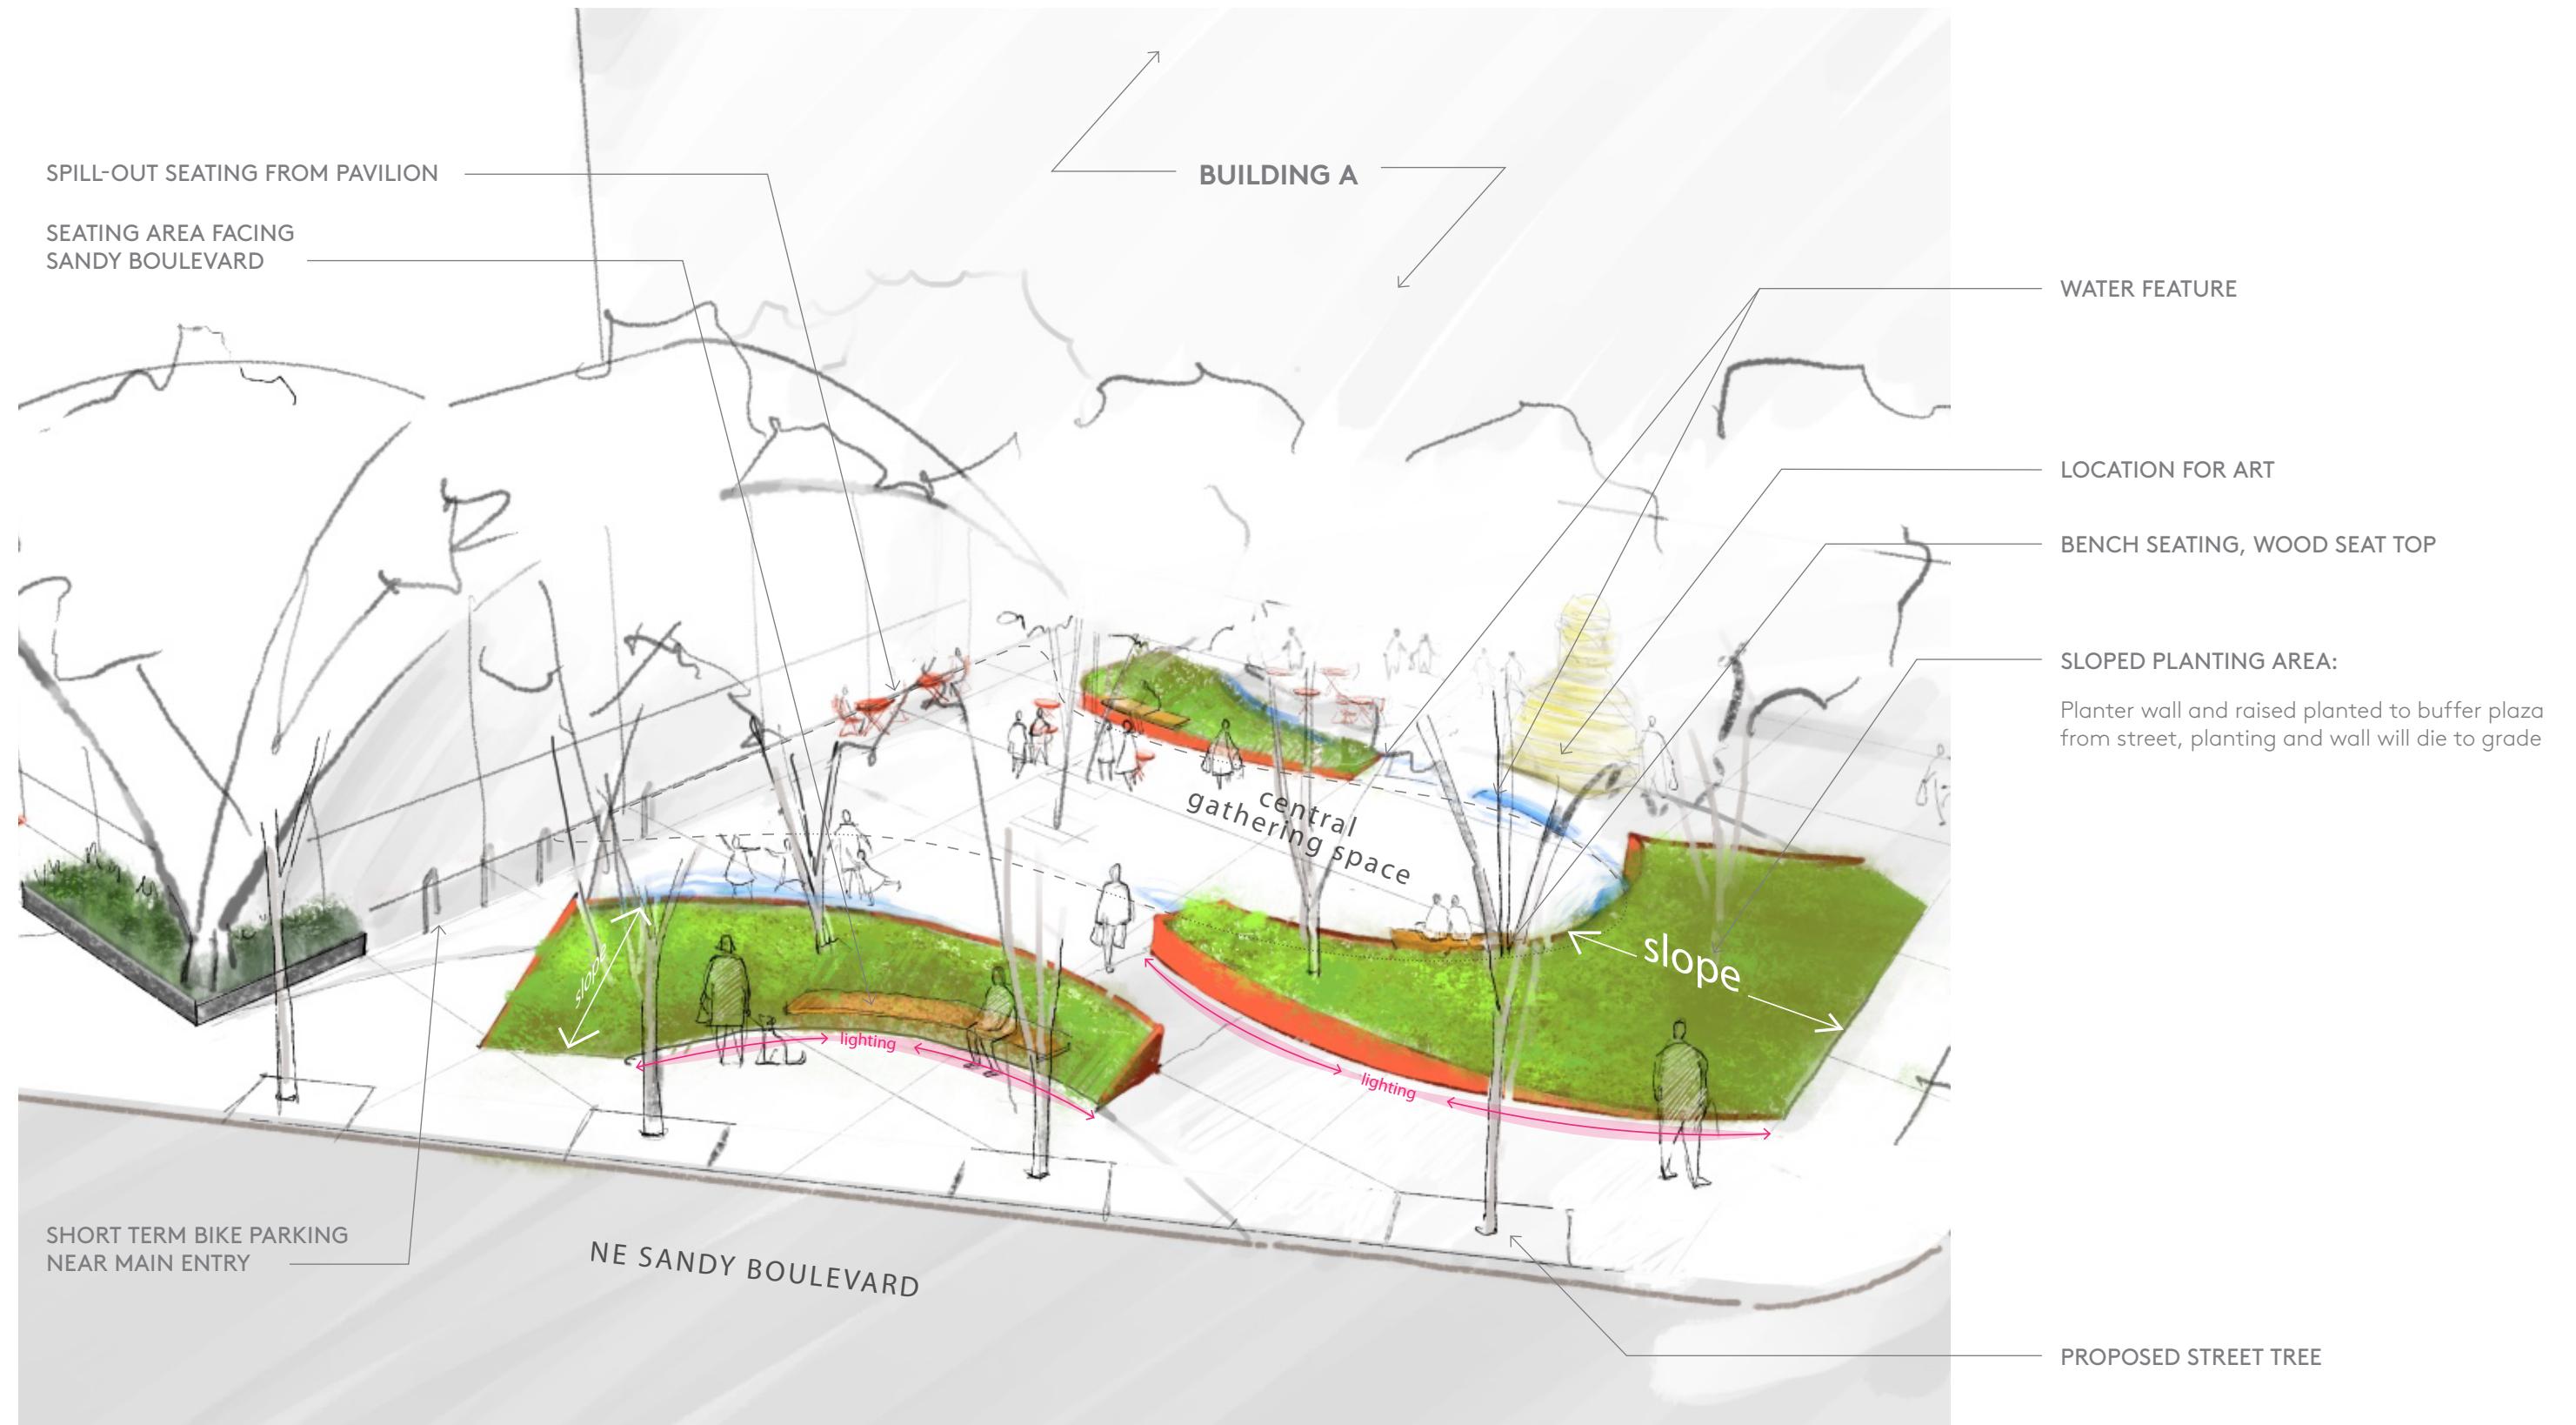 SPILL-OUT SEATING FROM PAVILION
SEATING AREA FACING
SANDY BOULEVARD
BUILDING A
WATER FEATURE
LOCATION FOR ART
BENCH SEATING, WOOD SEAT TOP
SLOPED PLANTING AREA:
Planter wall and raised planted to buffer plaza
from street, planting and wall will die to grade
central
gathering space
slope
slope
lighting
lighting
SHORT TERM BIKE PARKING
NEAR MAIN ENTRY
NE SANDY BOULEVARD
PROPOSED STREET TREE